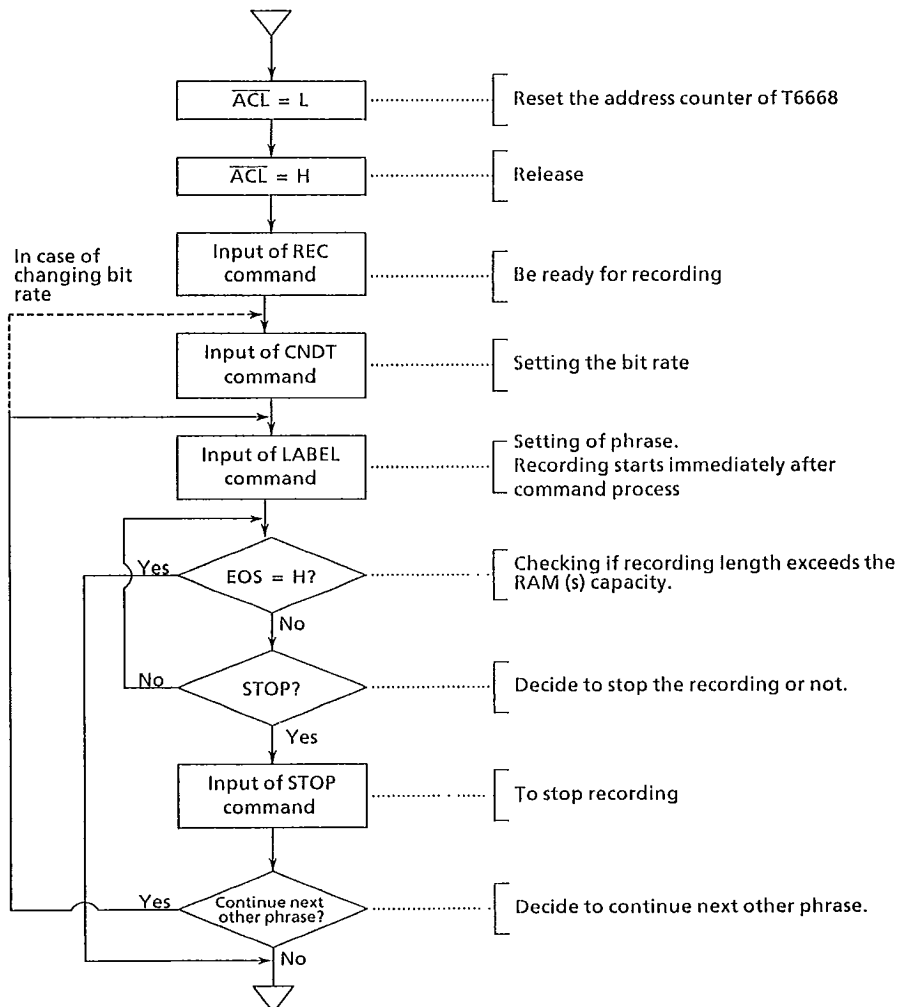 A̅C̅L̅ = L
Reset the address counter of T6668
A̅C̅L̅ = H
Release
Input of REC
command
Be ready for recording
In case of
changing bit
rate
Input of CNDT
command
Setting the bit rate
Input of LABEL
command
Setting of phrase.
Recording starts immediately after
command process
Yes
EOS = H?
Checking if recording length exceeds the
RAM (s) capacity.
No
No
STOP?
Decide to stop the recording or not.
Yes
Input of STOP
command
To stop recording
Yes
Continue next
other phrase?
Decide to continue next other phrase.
No